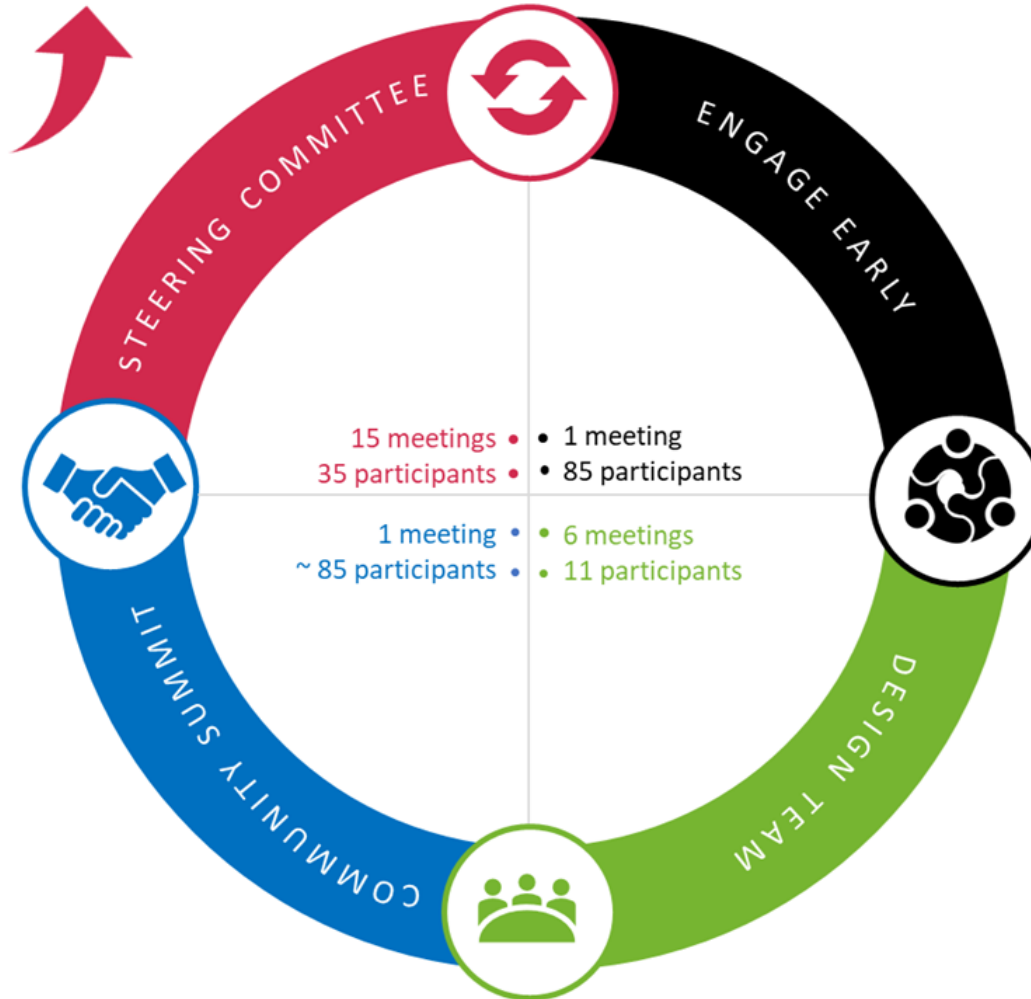 STEERING COMMITTEE
ENGAGE EARLY
15 meetings
35 participants
1 meeting
85 participants
1 meeting
~ 85 participants
6 meetings
11 participants
COMMUNITY SUMMIT
DESIGN TEAM